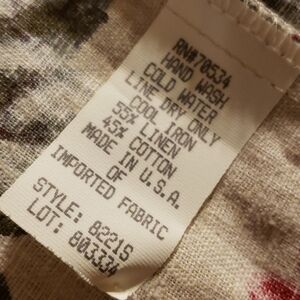 RN#70534
HAND WASH
COLD WATER
LINE DRY ONLY
COOL IRON
55% LINEN
45% COTTON
MADE IN U.S.A.
OF
IMPORTED FABRIC
STYLE: 82215
LOT: 803334